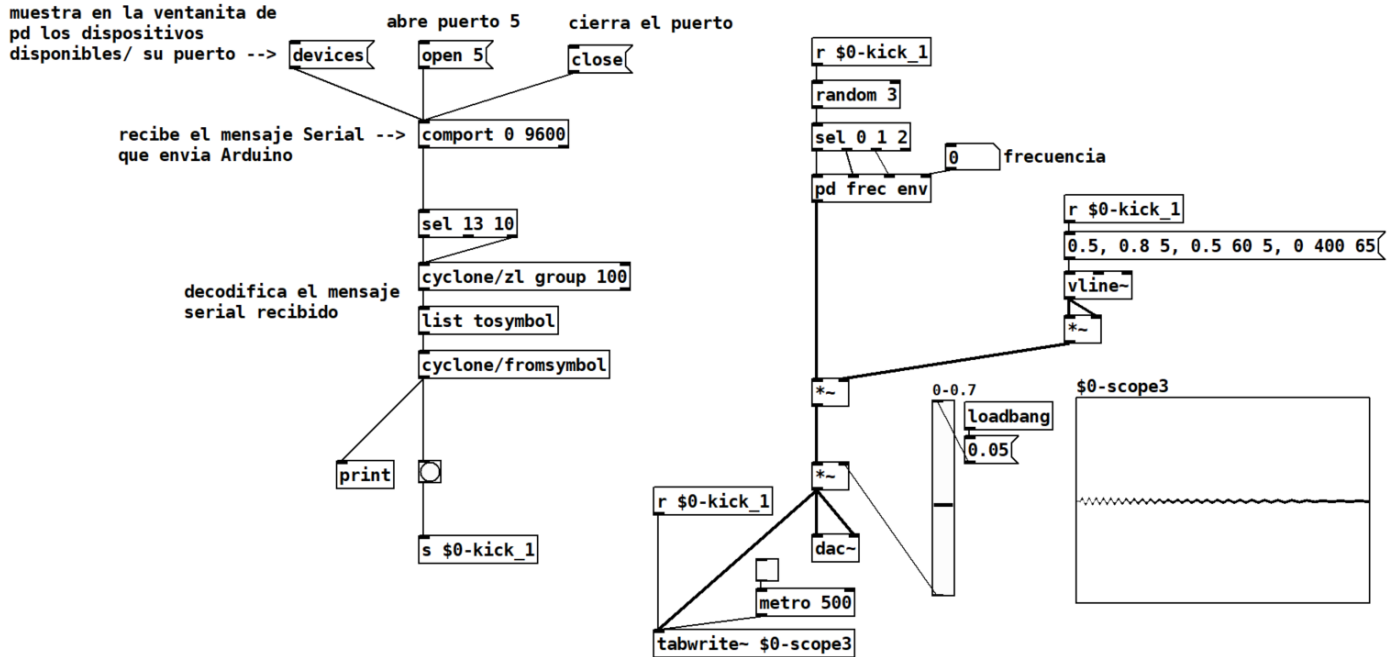 muestra en la ventanita de
pd los dispositivos
disponibles/ su puerto -->
devices
abre puerto 5
open 5
cierra el puerto
close
recibe el mensaje Serial -->
que envia Arduino
comport 0 9600
sel 13 10
cyclone/zl group 100
decodifica el mensaje
serial recibido
list tosymbol
cyclone/fromsymbol
print
s $0-kick_1
r $0-kick_1
random 3
sel 0 1 2
0
frecuencia
pd frec env
r $0-kick_1
0.5, 0.8 5, 0.5 60 5, 0 400 65
vline~
*~
*~
0-0.7
loadbang
0.05
*~
r $0-kick_1
dac~
metro 500
tabwrite~ $0-scope3
$0-scope3